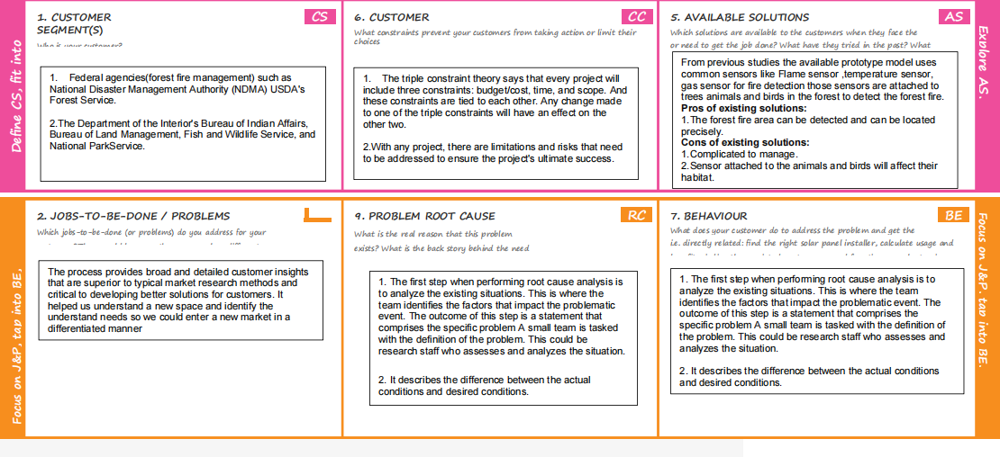 Define CS, fit into
1. CUSTOMER
SEGMENT(S)
CS
Who is your customer?
1. Federal agencies(forest fire management) such as
National Disaster Management Authority (NDMA) USDA's
Forest Service.
2.The Department of the Interior's Bureau of Indian Affairs,
Bureau of Land Management, Fish and Wildlife Service, and
National ParkService.
6. CUSTOMER
CC
What constraints prevent your customers from taking action or limit their
choices
1. The triple constraint theory says that every project will
include three constraints: budget/cost, time, and scope. And
these constraints are tied to each other. Any change made
to one of the triple constraints will have an effect on the
other two.
2.With any project, there are limitations and risks that need
to be addressed to ensure the project's ultimate success.
5. AVAILABLE SOLUTIONS
AS
Which solutions are available to the customers when they face the
or need to get the job done? What have they tried in the past? What
From previous studies the available prototype model uses
common sensors like Flame sensor ,temperature sensor,
gas sensor for fire detection those sensors are attached to
trees animals and birds in the forest to detect the forest fire.
Pros of existing solutions:
1.The forest fire area can be detected and can be located
precisely.
Cons of existing solutions:
1.Complicated to manage.
2.Sensor attached to the animals and birds will affect their
habitat.
Explore AS.
Focus on J&P, tap into BE,
2. JOBS-TO-BE-DONE / PROBLEMS
Which jobs-to-be-done (or problems) do you address for your
The process provides broad and detailed customer insights
that are superior to typical market research methods and
critical to developing better solutions for customers. It
helped us understand a new space and identify the
understand needs so we could enter a new market in a
differentiated manner
9. PROBLEM ROOT CAUSE
RC
What is the real reason that this problem
exists? What is the back story behind the need
1. The first step when performing root cause analysis is
to analyze the existing situations. This is where the
team identifies the factors that impact the problematic
event. The outcome of this step is a statement that
comprises the specific problem A small team is tasked
with the definition of the problem. This could be
research staff who assesses and analyzes the situation.
2. It describes the difference between the actual
conditions and desired conditions.
7. BEHAVIOUR
BE
What does your customer do to address the problem and get the
i.e. directly related: find the right solar panel installer, calculate usage and
1. The first step when performing root cause analysis is to
analyze the existing situations. This is where the team
identifies the factors that impact the problematic event. The
outcome of this step is a statement that comprises the
specific problem A small team is tasked with the definition of
the problem. This could be research staff who assesses and
analyzes the situation.
2. It describes the difference between the actual conditions
and desired conditions.
Focus on J&P, tap into BE.